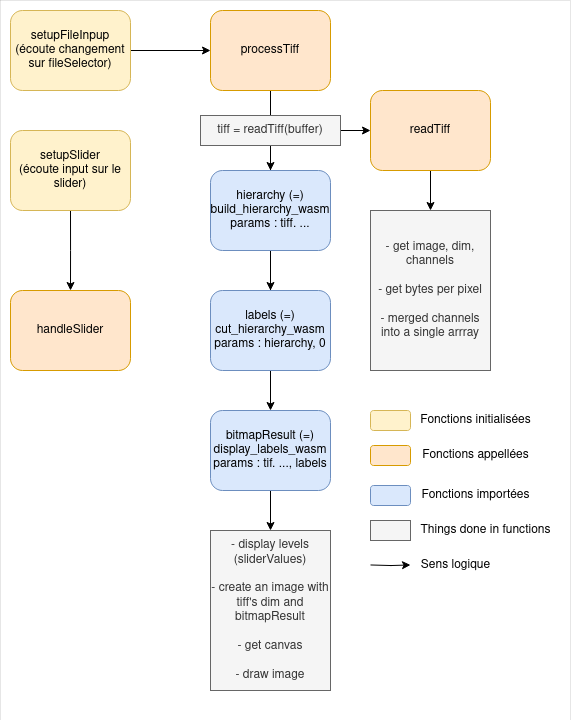 setupFileInpup
(écoute changement
sur fileSelector)
processTiff
tiff = readTiff(buffer)
readTiff
setupSlider
(écoute input sur le
slider)
hierarchy (=)
build_hierarchy_wasm
params : tiff. ...
- get image, dim,
channels
- get bytes per pixel
- merged channels
into a single arrray
handleSlider
labels (=)
cut_hierarchy_wasm
params : hierarchy, 0
bitmapResult (=)
display_labels_wasm
params : tif. ..., labels
- display levels
(sliderValues)
- create an image with
tiff's dim and
bitmapResult
- get canvas
- draw image
Fonctions initialisées
Fonctions appellées
Fonctions importées
Things done in functions
Sens logique